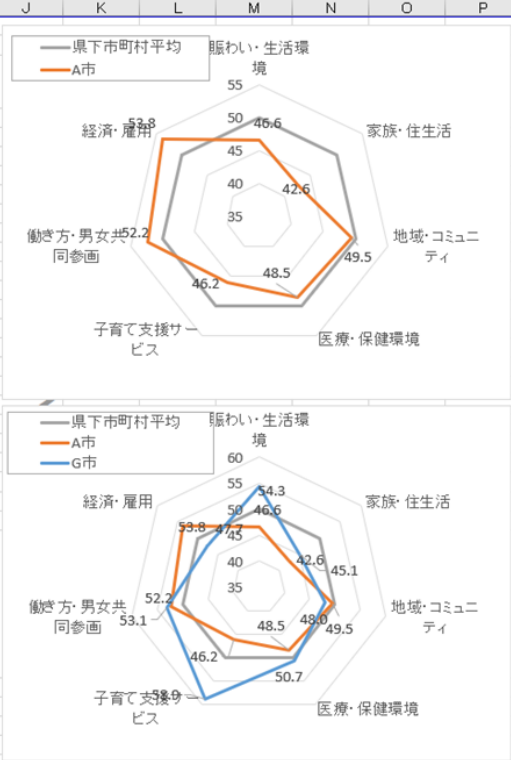 J K L M N O P
県下市町村平均
A市
賑わい・生活環
境
55
50
45
40
35
46.6
53.8
経済・雇用
家族・住生活
42.6
働き方・男女共
同参画
52.2
地域・コミュニ
ティ
49.5
48.5
46.2
子育て支援サー
ビス
医療・保健環境
県下市町村平均
A市
G市
賑わい・生活環
境
60
55
50
45
40
35
54.3
46.6
経済・雇用
家族・住生活
53.8
47.7
42.6
45.1
働き方・男女共
同参画
52.2
53.1
地域・コミュニ
ティ
48.0
49.5
48.5
46.2
50.7
子育て支援サー
ビス
58.9
医療・保健環境